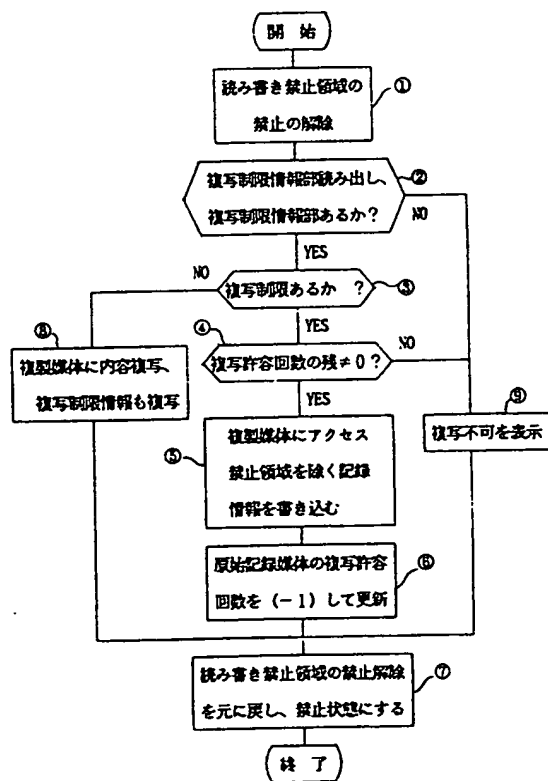 開 始
読み書き禁止領域の
禁止の解除
①
複写制限情報部読み出し、
複写制限情報部あるか?
②
NO
YES
NO
複写制限あるか ?
③
YES
④
複写許容回数の残≠0?
NO
⑧
複製媒体に内容複写、
複写制限情報も複写
YES
⑨
複写不可を表示
⑤
複製媒体にアクセス
禁止領域を除く記録
情報を書き込む
原始記録媒体の複写許容
回数を (-1) して更新
⑥
読み書き禁止領域の禁止解除
を元に戻し、禁止状態にする
⑦
終 了